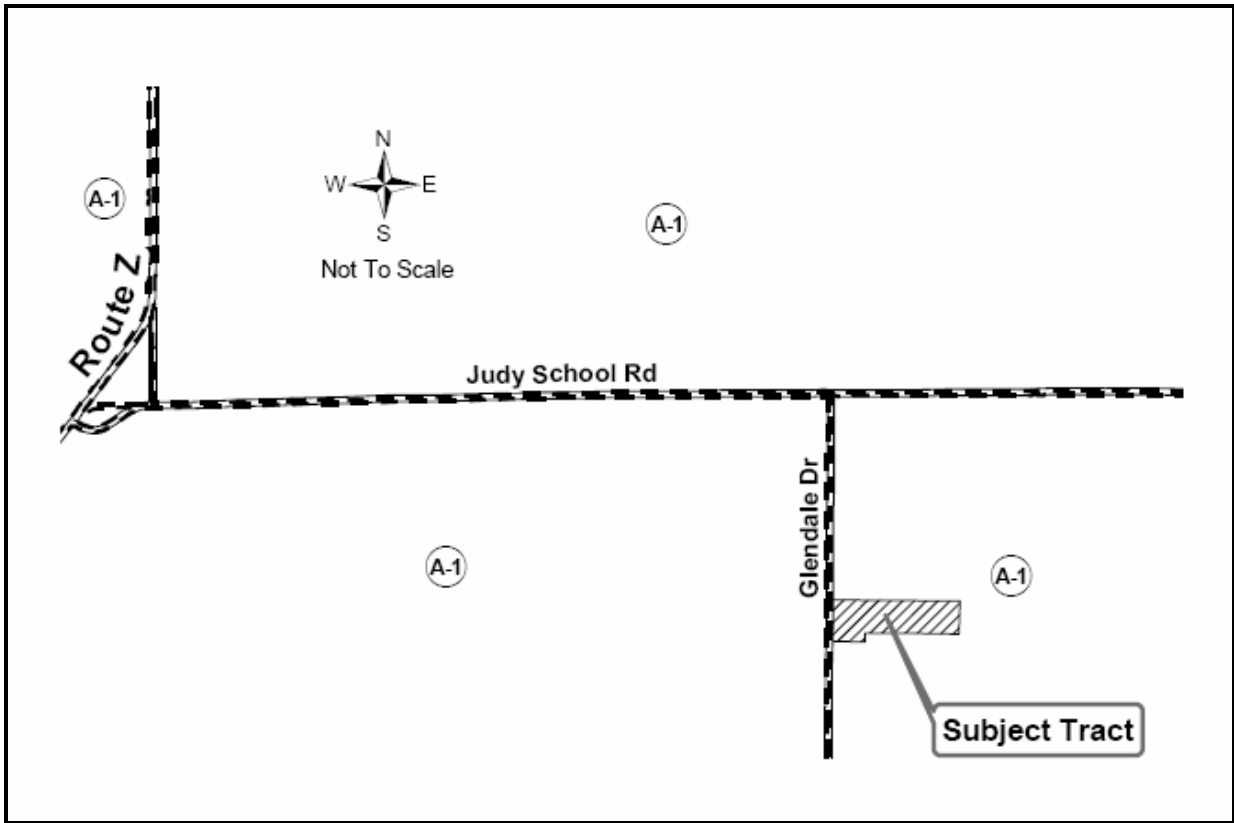 N
A-1
W E
A-1
S
Route Z
Not To Scale
Judy School Rd
Glendale Dr
A-1
A-1
Subject Tract